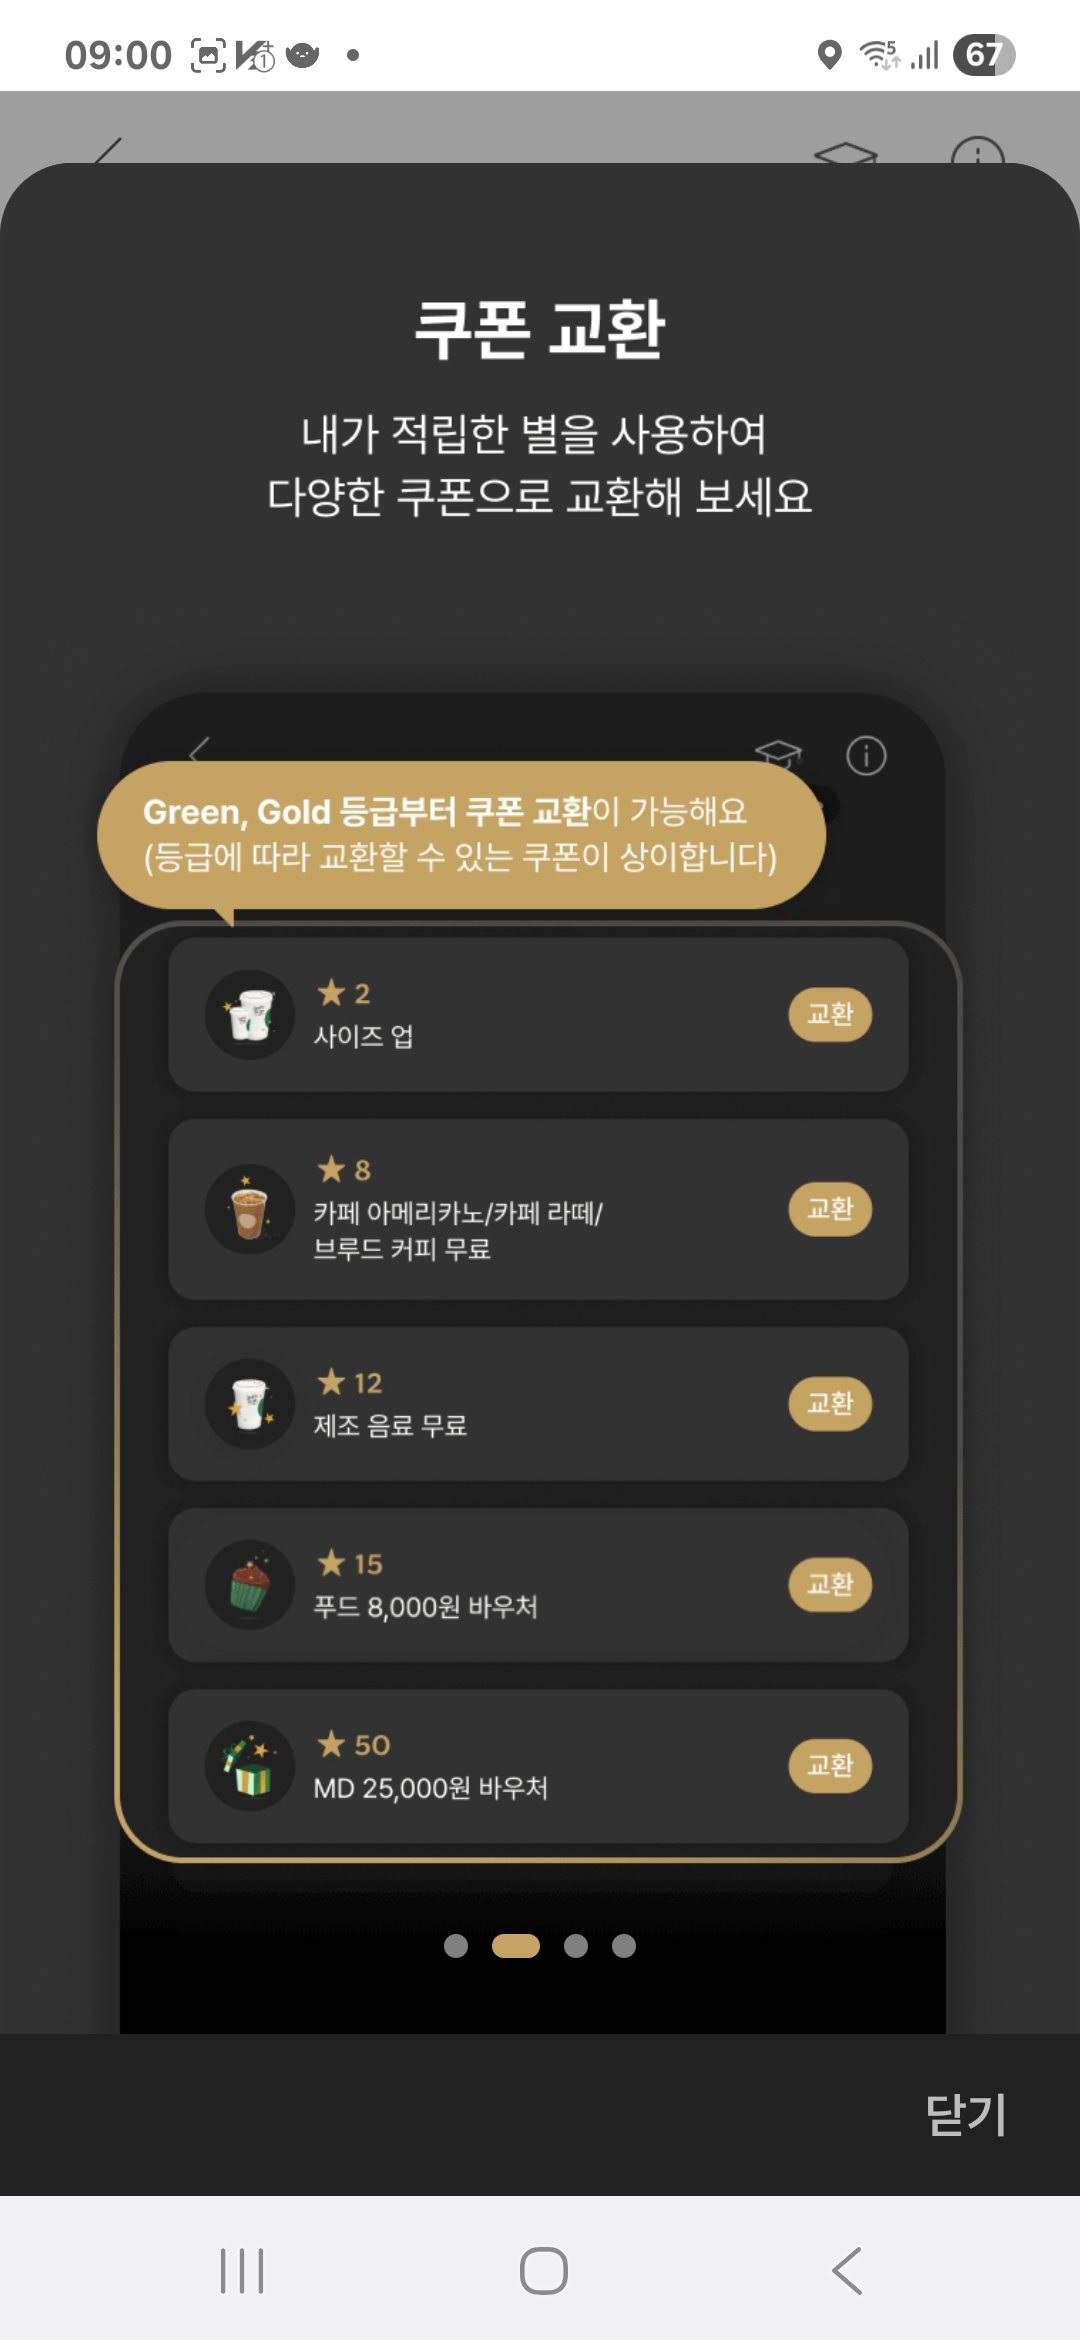 09:00
67
쿠폰 교환
내가 적립한 별을 사용하여
다양한 쿠폰으로 교환해 보세요
Green, Gold 등급부터 쿠폰 교환이 가능해요
(등급에 따라 교환할 수 있는 쿠폰이 상이합니다)
★ 2
사이즈 업
교환
★ 8
카페 아메리카노/카페 라떼/
브루드 커피 무료
교환
★ 12
제조 음료 무료
교환
★ 15
푸드 8,000원 바우처
교환
★ 50
MD 25,000원 바우처
교환
닫기